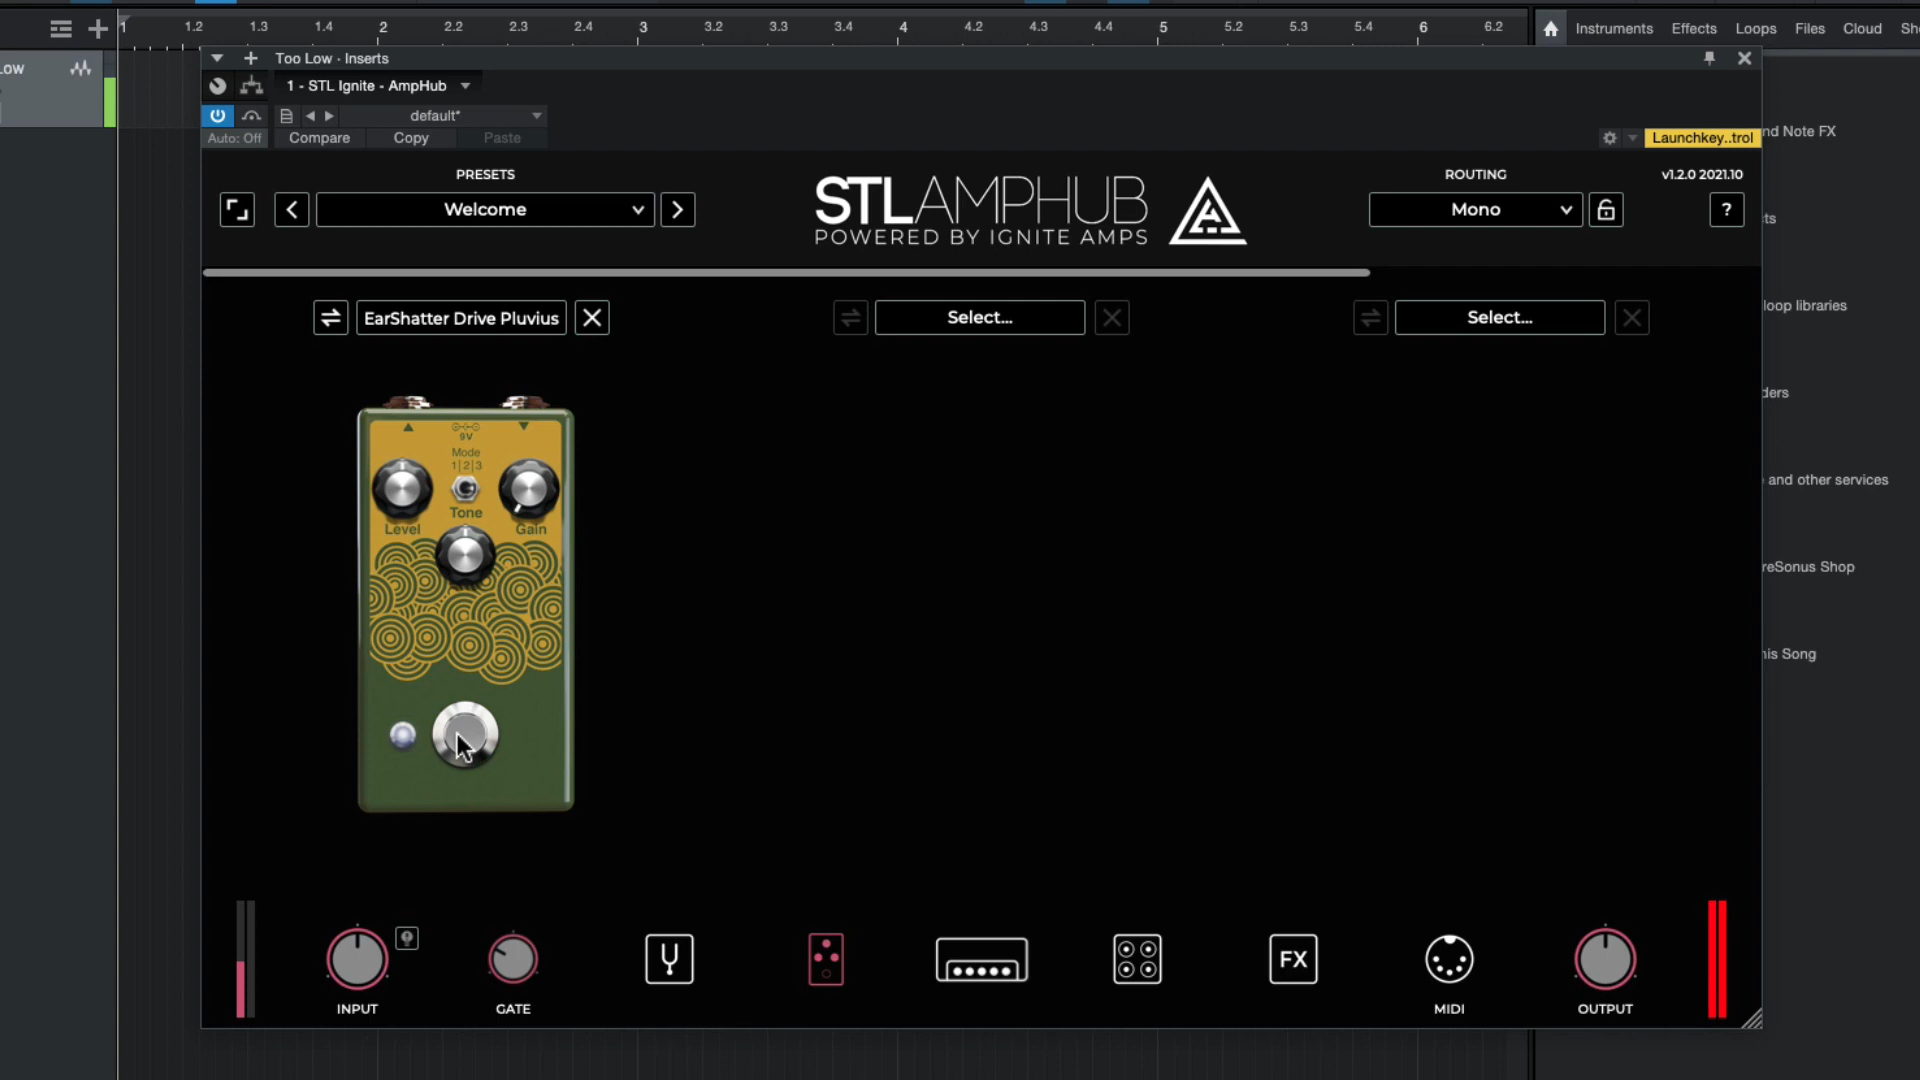 1 1.2 1.3 1.4 2 2.2 2.3 2.4 3 3.2 3.3 3.4 4 4.2 4.3 4.4 5 5.2 5.3 5.4 6 6.2
Instruments Effects Loops Files Cloud Sh
ow
Too Low · Inserts
1 - STL Ignite - AmpHub
default*
Auto: Off Compare Copy Paste
Launchkey..trol
nd Note FX
PRESETS
Welcome
STLAMPHUB
POWERED BY IGNITE AMPS
ROUTING
Mono
v1.2.0 2021.10
?
ts
loop libraries
EarShatter Drive Pluvius
Select...
Select...
ders
9V
Mode
1|2|3
Tone
Level
Gain
and other services
reSonus Shop
his Song
FX
INPUT
GATE
MIDI
OUTPUT